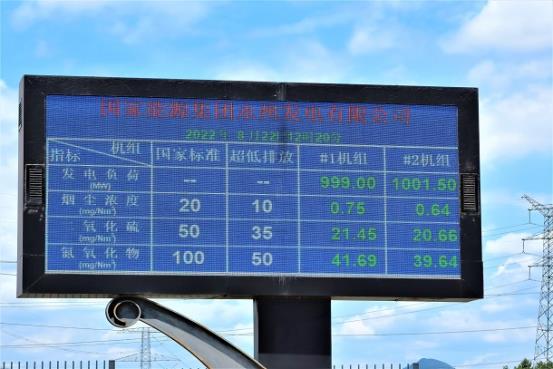 国家能源集团永州发电有限公司
2022年 8月22日12时20分
机组
指标 国家标准 超低排放 #1机组 #2机组
发电负荷 -- -- 999.00 1001.50
(MW)
烟尘浓度 20 10 0.75 0.64
(mg/Nm³)
氧化硫 50 35 21.45 20.66
(mg/Nm³)
氮氧化物 100 50 41.69 39.64
(mg/Nm³)